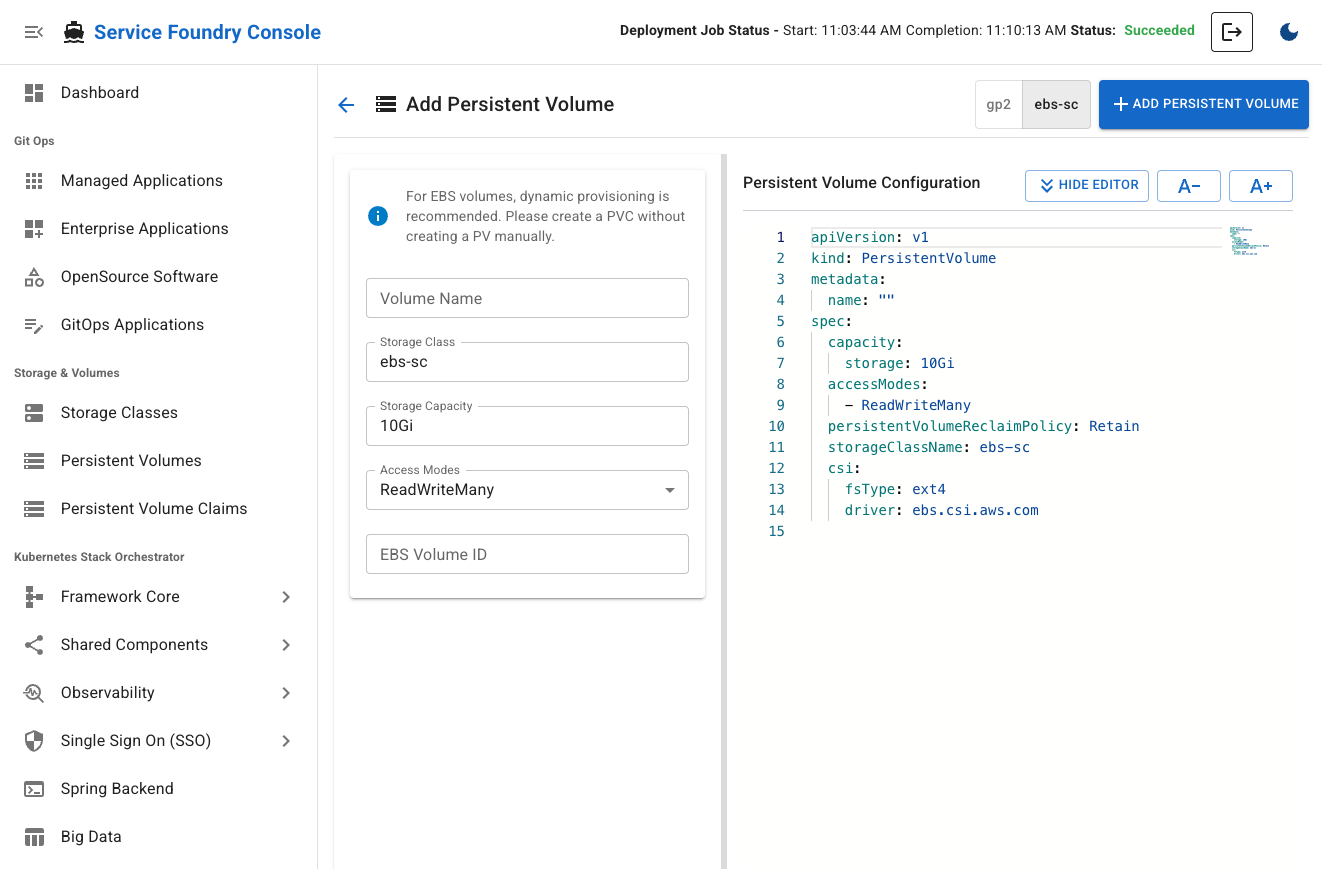 Service Foundry Console
Deployment Job Status - Start: 11:03:44 AM Completion: 11:10:13 AM Status: Succeeded
Dashboard
Git Ops
Managed Applications
Enterprise Applications
OpenSource Software
GitOps Applications
Storage & Volumes
Storage Classes
Persistent Volumes
Persistent Volume Claims
Kubernetes Stack Orchestrator
Framework Core
Shared Components
Observability
Single Sign On (SSO)
Spring Backend
Big Data
Add Persistent Volume
gp2
ebs-sc
ADD PERSISTENT VOLUME
For EBS volumes, dynamic provisioning is
recommended. Please create a PVC without
creating a PV manually.
Volume Name
Storage Class
ebs-sc
Storage Capacity
10Gi
Access Modes
ReadWriteMany
EBS Volume ID
Persistent Volume Configuration
HIDE EDITOR
A-
A+
1 apiVersion: v1
2 kind: PersistentVolume
3 metadata:
4   name: ""
5 spec:
6   capacity:
7     storage: 10Gi
8   accessModes:
9     - ReadWriteMany
10   persistentVolumeReclaimPolicy: Retain
11   storageClassName: ebs-sc
12   csi:
13     fsType: ext4
14     driver: ebs.csi.aws.com
15